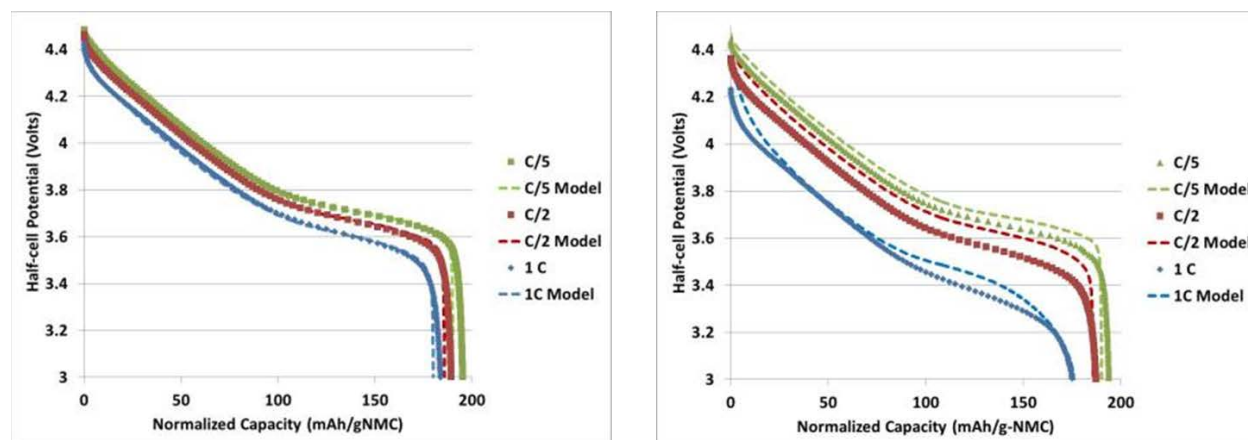 4.4
4.2
4
3.8
3.6
3.4
3.2
3
Half-cell Potential (Volts)
0 50 100 150 200
Normalized Capacity (mAh/gNMC)
C/5
C/5 Model
C/2
C/2 Model
1 C
1C Model
4.4
4.2
4
3.8
3.6
3.4
3.2
3
Half-cell Potential (Volts)
0 50 100 150 200
Normalized Capacity (mAh/g-NMC)
C/5
C/5 Model
C/2
C/2 Model
1 C
1C Model